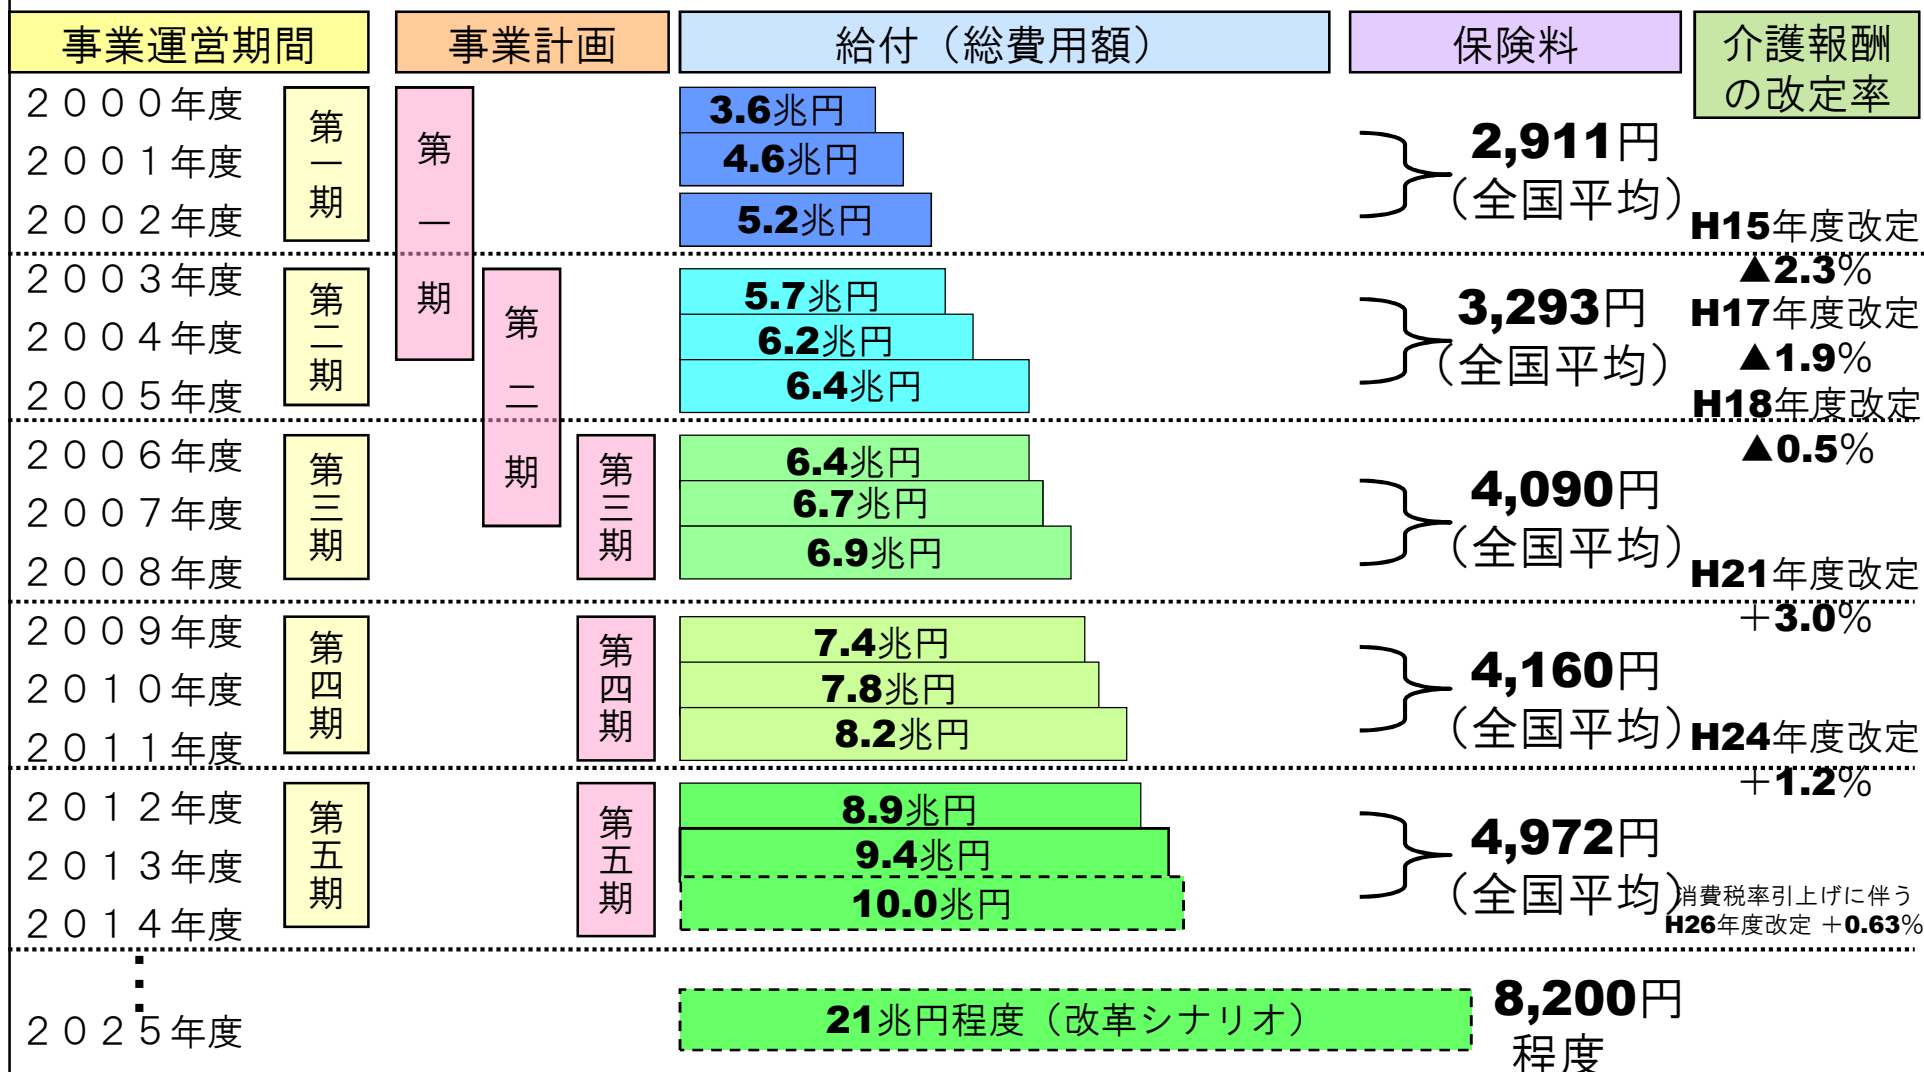 事業運営期間
事業計画
給付（総費用額）
保険料
介護報酬
の改定率
２０００年度
２００１年度
２００２年度
第一期
第一期
3.6兆円
4.6兆円
5.2兆円
2,911円
（全国平均）
H15年度改定
▲2.3％
２００３年度
２００４年度
２００５年度
第二期
第二期
5.7兆円
6.2兆円
6.4兆円
3,293円
（全国平均）
H17年度改定
▲1.9％
H18年度改定
▲0.5％
２００６年度
２００７年度
２００８年度
第三期
第三期
6.4兆円
6.7兆円
6.9兆円
4,090円
（全国平均）
H21年度改定
＋3.0％
２００９年度
２０１０年度
２０１１年度
第四期
第四期
7.4兆円
7.8兆円
8.2兆円
4,160円
（全国平均）
H24年度改定
＋1.2％
２０１２年度
２０１３年度
２０１４年度
第五期
第五期
8.9兆円
9.4兆円
10.0兆円
4,972円
（全国平均）
消費税率引上げに伴う
H26年度改定 ＋0.63％
２０２５年度
21兆円程度（改革シナリオ）
8,200円
程度